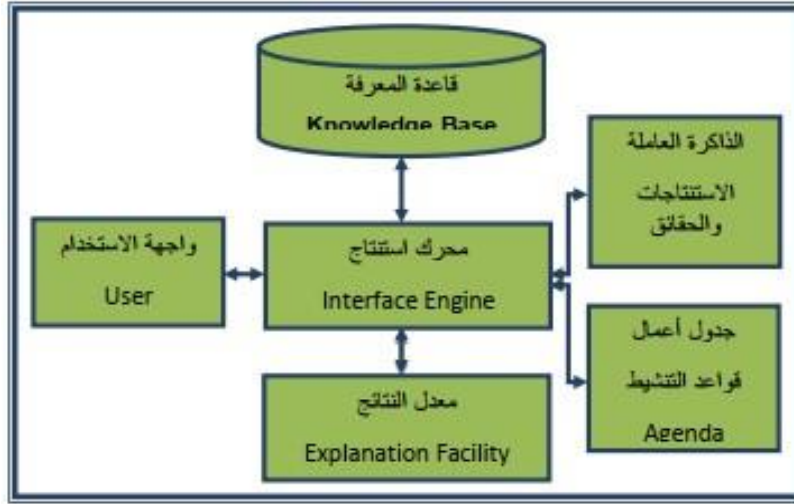 قاعدة المعرفة
Knowledge Base
الذاكرة العاملة
الاستنتاجات
والحقائق
واجهة الاستخدام
User
محرك استنتاج
Interface Engine
جدول أعمال
قواعد التنشيط
Agenda
معدل النتائج
Explanation Facility